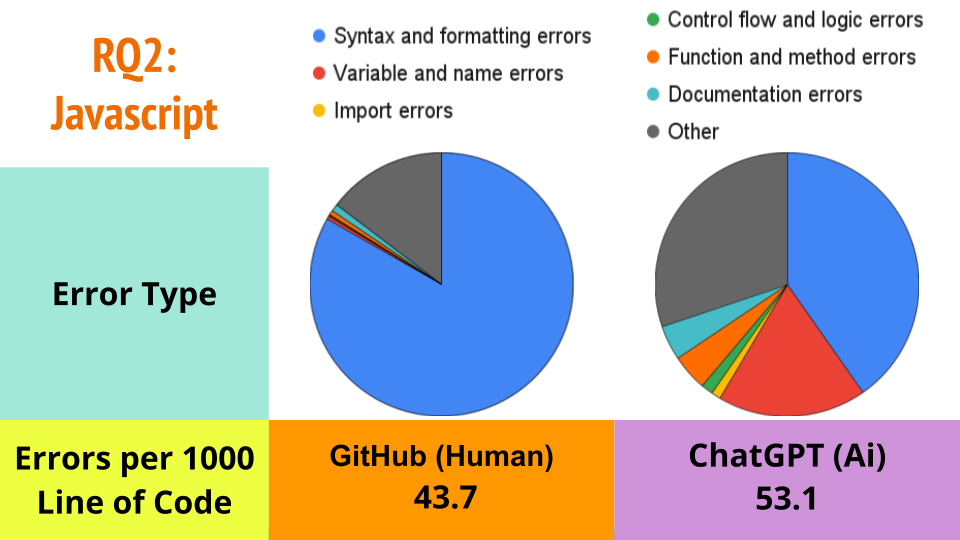 RQ2:
Javascript
Syntax and formatting errors
Variable and name errors
Import errors
Control flow and logic errors
Function and method errors
Documentation errors
Other
Error Type
Errors per 1000
Line of Code
GitHub (Human)
43.7
ChatGPT (Ai)
53.1